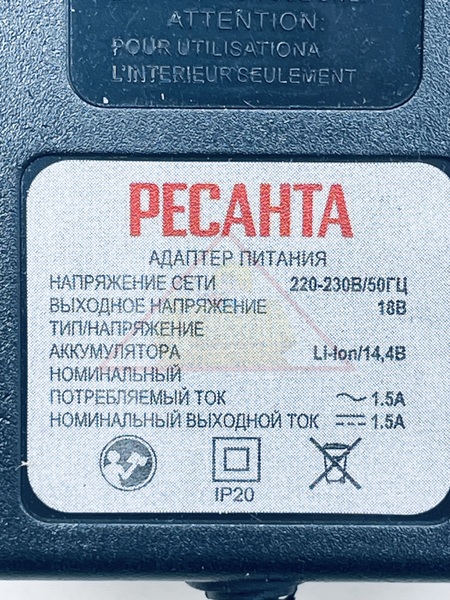 ATTENTION:
POUR UTILISATIONA
L'INTERIEUR SEULEMENT
РЕСАНТА
АДАПТЕР ПИТАНИЯ
НАПРЯЖЕНИЕ СЕТИ 220-230В/50ГЦ
ВЫХОДНОЕ НАПРЯЖЕНИЕ 18В
ТИП/НАПРЯЖЕНИЕ
АККУМУЛЯТОРА Li-Ion/14,4В
НОМИНАЛЬНЫЙ
ПОТРЕБЛЯЕМЫЙ ТОК ~ 1.5А
НОМИНАЛЬНЫЙ ВЫХОДНОЙ ТОК ⎓ 1.5А
IP20